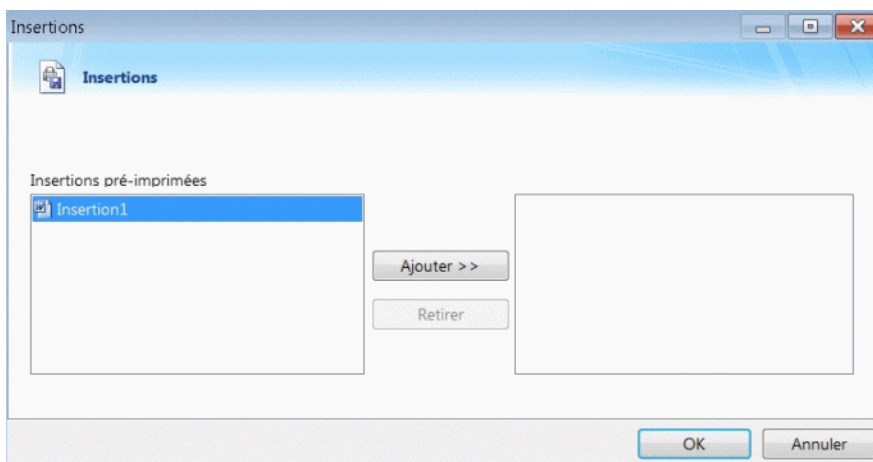 Insertions
Insertions
Insertions pré-imprimées
Insertion1
Ajouter >>
Retirer
OK
Annuler